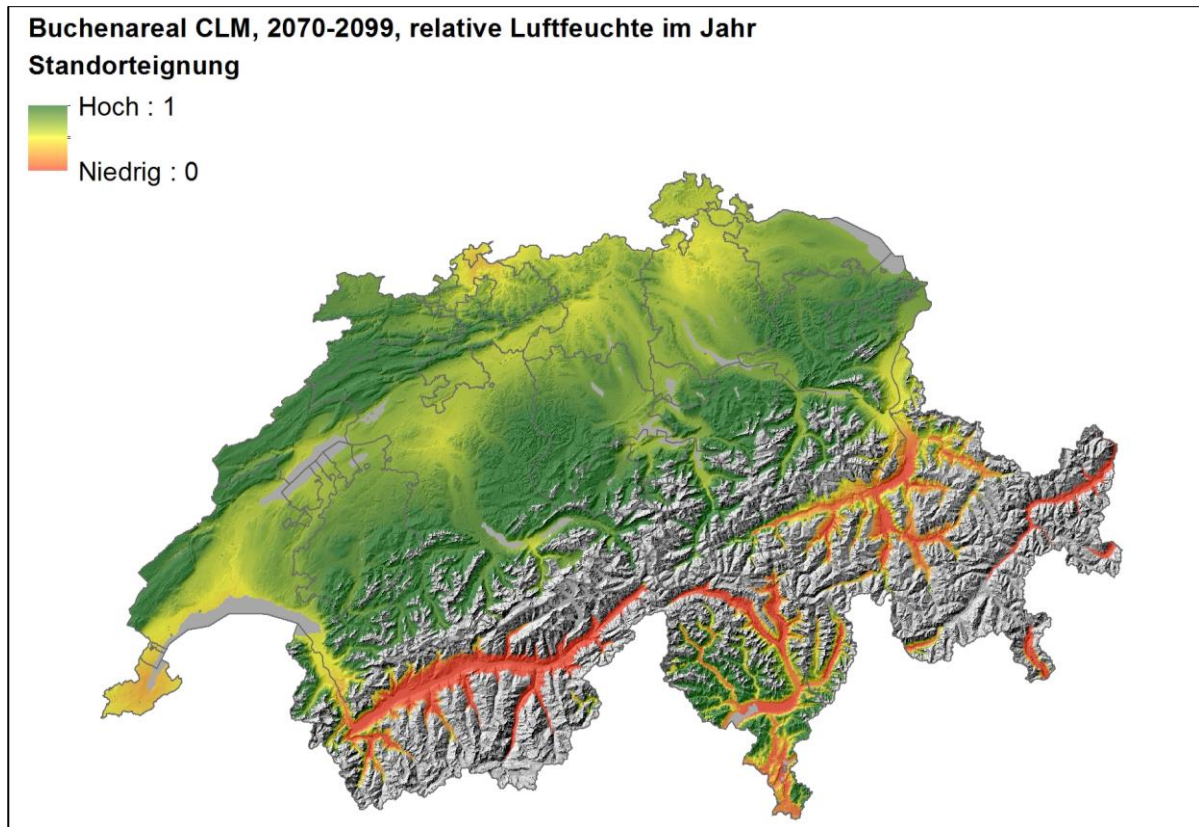 Buchenareal CLM, 2070-2099, relative Luftfeuchte im Jahr
Standorteignung
Hoch : 1
Niedrig : 0